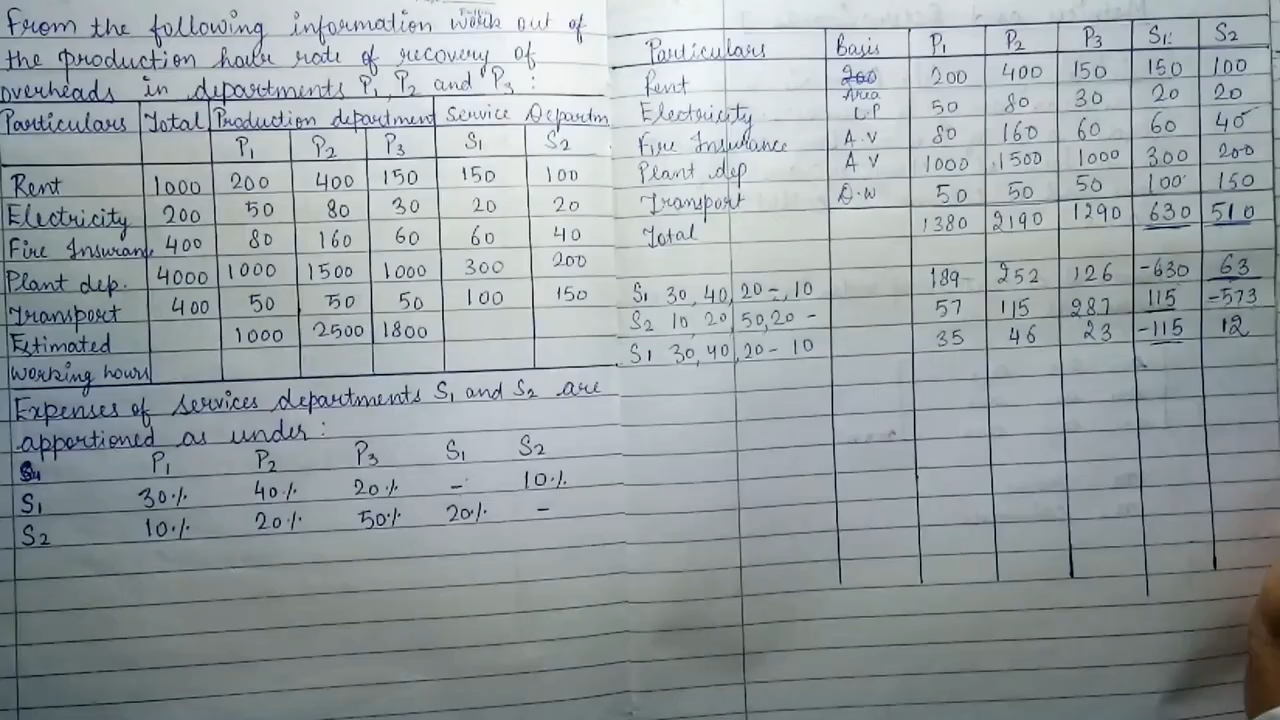 From the following information work out of
the production hour rate of recovery of
overheads in departments P1, P2 and P3 :
Particulars Total Production department Service Departm
P1 P2 P3 S1 S2
Rent 1000 200 400 150 150 100
Electricity 200 50 80 30 20 20
Fire Insuran 400 80 160 60 60 40
Plant dep. 4000 1000 1500 1000 300 200
Transport 400 50 50 50 100 150
Estimated 1000 2500 1800
working hours
Expenses of services departments S1 and S2 are
apportioned as under :
P1 P2 P3 S1 S2
S1 30% 40% 20% - 10%
S2 10% 20% 50% 20% -
Particulars Basis P1 P2 P3 S1 S2
Rent Area 200 400 150 150 100
Electricity L.P 50 80 30 20 20
Fire Insurance A.V 80 160 60 60 40
Plant dep A V 1000 1500 1000 300 200
Transport D.W 50 50 50 100 150
Total 1380 2190 1290 630 510
S1 30, 40, 20 -, 10 189 252 126 -630 63
S2 10, 20, 50, 20 - 57 115 287 115 -573
S1 30, 40, 20 - 10 35 46 23 -115 12